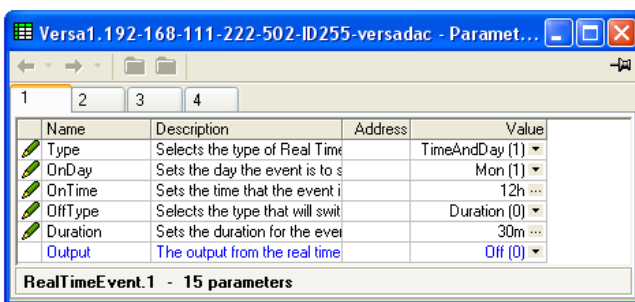 Versa1.192-168-111-222-502-ID255-versadac - Paramet...
1 2 3 4
Name Description Address Value
Type Selects the type of Real Time TimeAndDay (1)
OnDay Sets the day the event is to s Mon (1)
OnTime Sets the time that the event i 12h ...
OffType Selects the type that will swit Duration (0)
Duration Sets the duration for the ever 30m ...
Output The output from the real time Off (0)
RealTimeEvent.1 - 15 parameters